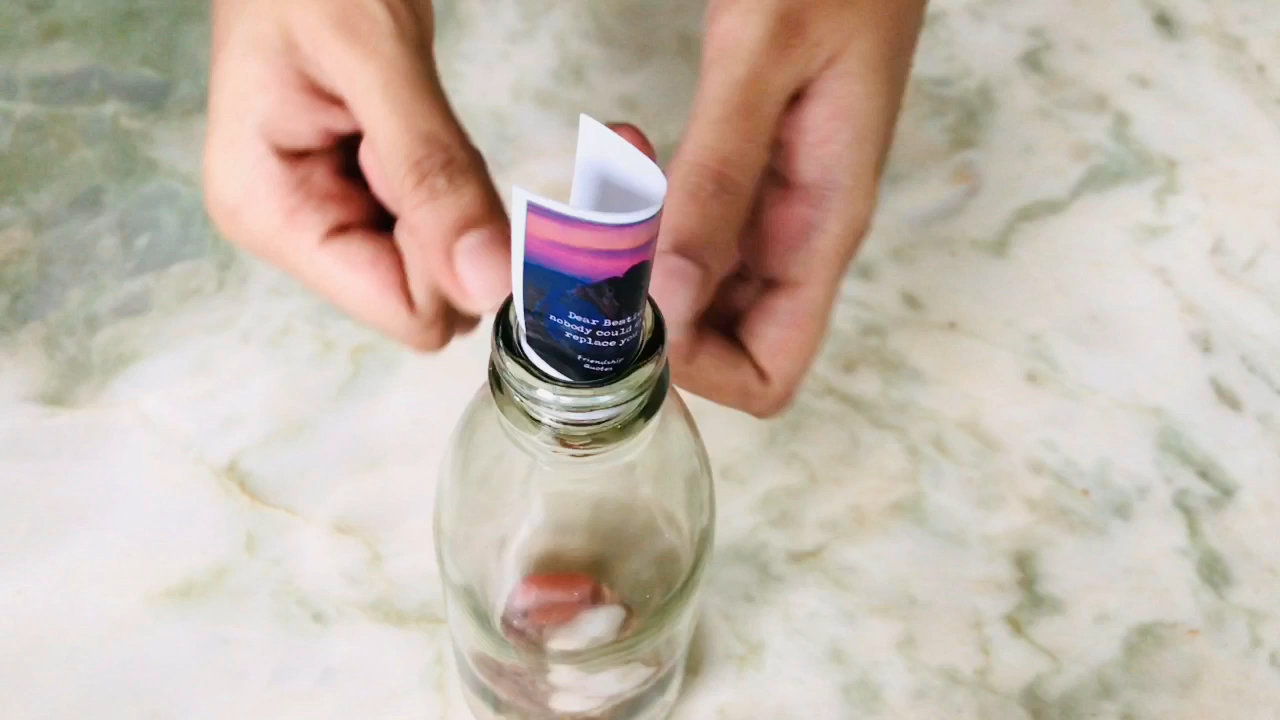 Dear Bestie
nobody could
replace you
Friendship
Quotes